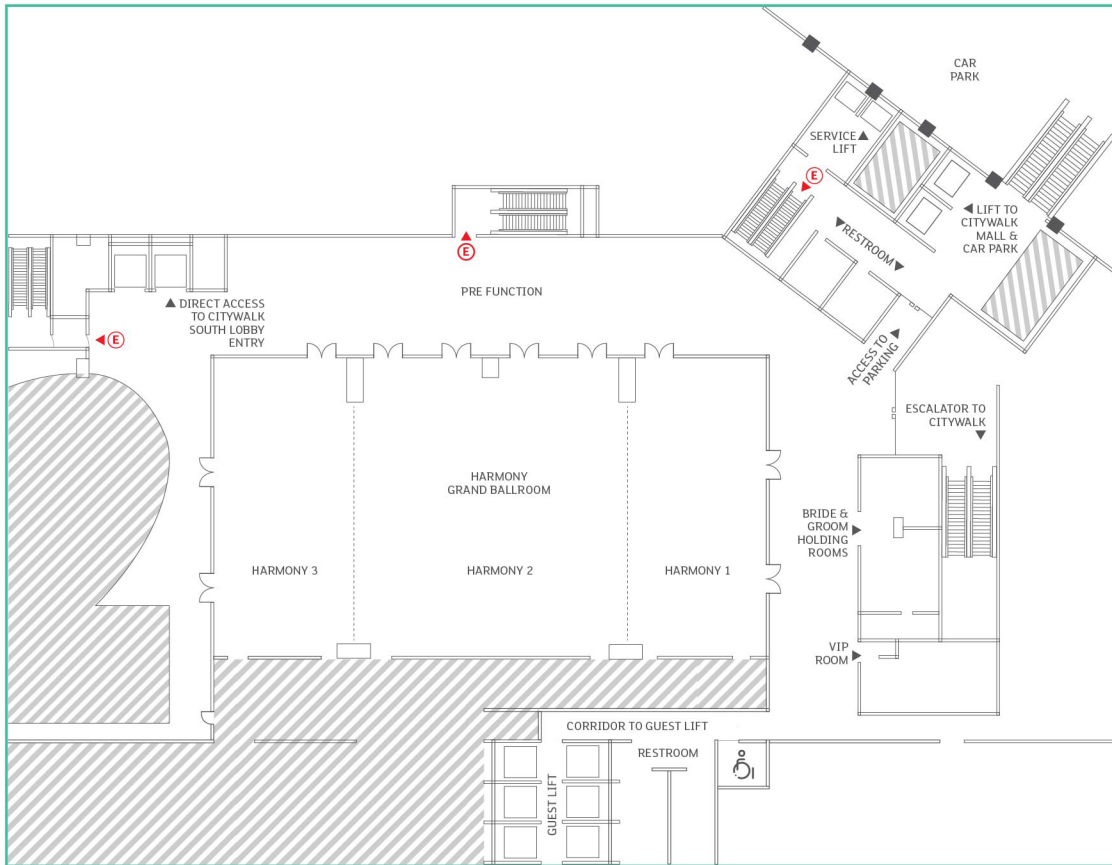 CAR
PARK
SERVICE
LIFT
E
LIFT TO
CITYWALK
MALL &
CAR PARK
RESTROOM
E
PRE FUNCTION
DIRECT ACCESS
TO CITYWALK
SOUTH LOBBY
ENTRY
E
ACCESS TO
PARKING
ESCALATOR TO
CITYWALK
HARMONY
GRAND BALLROOM
BRIDE &
GROOM
HOLDING
ROOMS
HARMONY 3
HARMONY 2
HARMONY 1
VIP
ROOM
CORRIDOR TO GUEST LIFT
RESTROOM
GUEST LIFT